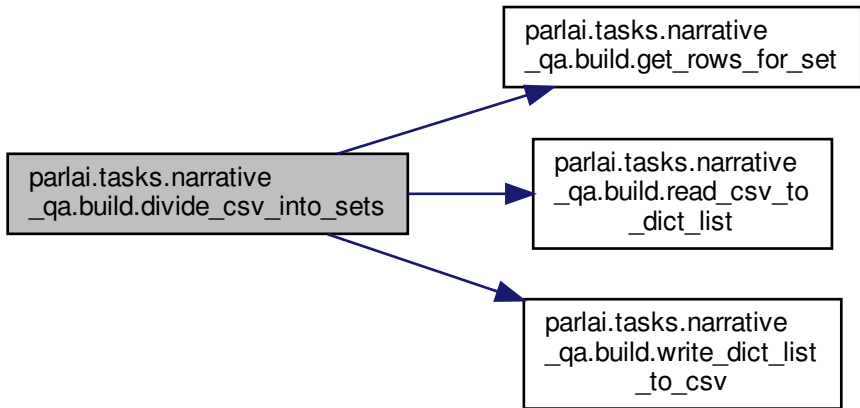 parlai.tasks.narrative
_qa.build.get_rows_for_set
parlai.tasks.narrative
_qa.build.divide_csv_into_sets
parlai.tasks.narrative
_qa.build.read_csv_to
_dict_list
parlai.tasks.narrative
_qa.build.write_dict_list
_to_csv